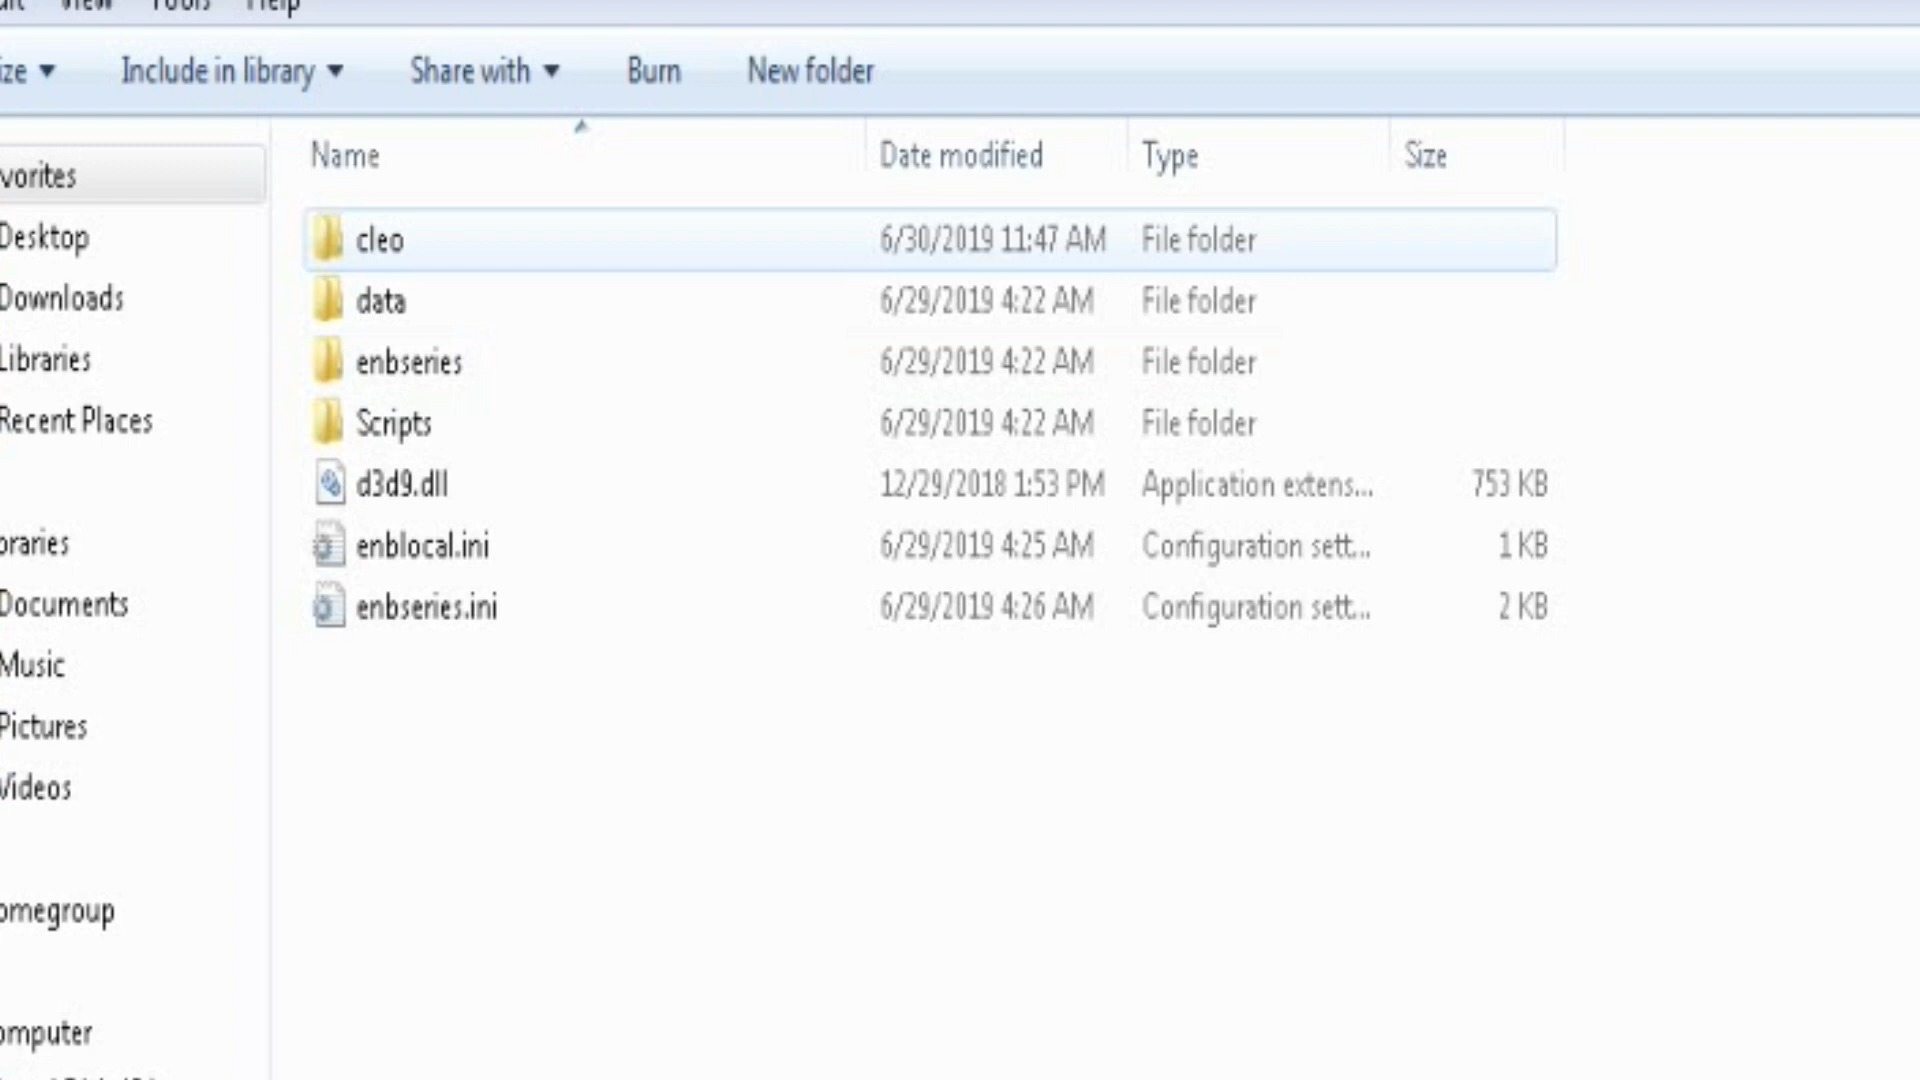 View Tools Help
Include in library Share with Burn New folder
Name Date modified Type Size
vorites
Desktop
Downloads
Libraries
Recent Places
braries
Documents
Music
Pictures
Videos
omegroup
omputer
cleo 6/30/2019 11:47 AM File folder
data 6/29/2019 4:22 AM File folder
enbseries 6/29/2019 4:22 AM File folder
Scripts 6/29/2019 4:22 AM File folder
d3d9.dll 12/29/2018 1:53 PM Application extens... 753 KB
enblocal.ini 6/29/2019 4:25 AM Configuration sett... 1 KB
enbseries.ini 6/29/2019 4:26 AM Configuration sett... 2 KB